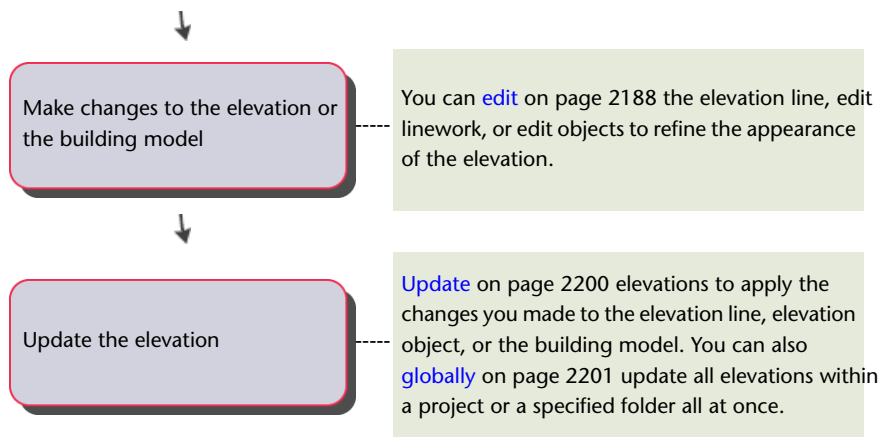 Make changes to the elevation or
the building model
You can edit on page 2188 the elevation line, edit
linework, or edit objects to refine the appearance
of the elevation.
Update the elevation
Update on page 2200 elevations to apply the
changes you made to the elevation line, elevation
object, or the building model. You can also
globally on page 2201 update all elevations within
a project or a specified folder all at once.